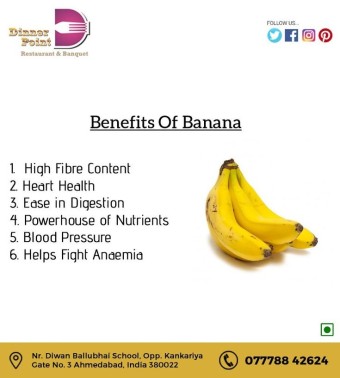 Dinner
Point
Restaurant & Banquet
FOLLOW US...
Benefits Of Banana
1. High Fibre Content
2. Heart Health
3. Ease in Digestion
4. Powerhouse of Nutrients
5. Blood Pressure
6. Helps Fight Anaemia
Nr. Diwan Ballubhai School, Opp. Kankariya
Gate No. 3 Ahmedabad, India 380022
077788 42624